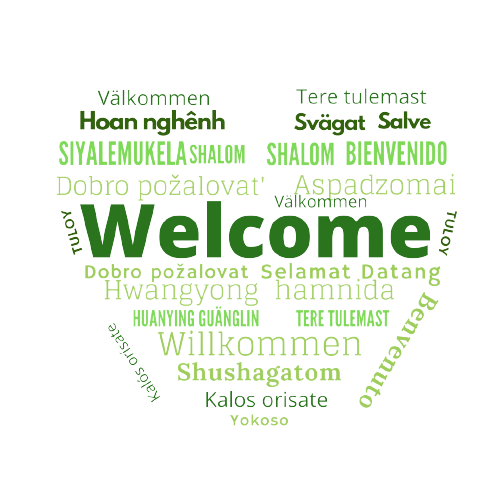 Välkommen Tere tulemast
Hoan nghênh Svägat Salve
SIYALEMUKELA SHALOM SHALOM BIENVENIDO
Dobro požalovat' Aspadzomai
Välkommen
TULOY Welcome TULOY
Dobro požalovat Selamat Datang
Hwangyong hamnida
HUANYING GUÄNGLIN TERE TULEMAST
Benvenuto
Kalos orisate
Willkommen
Shushagatom
Kalos orisate
Yokoso